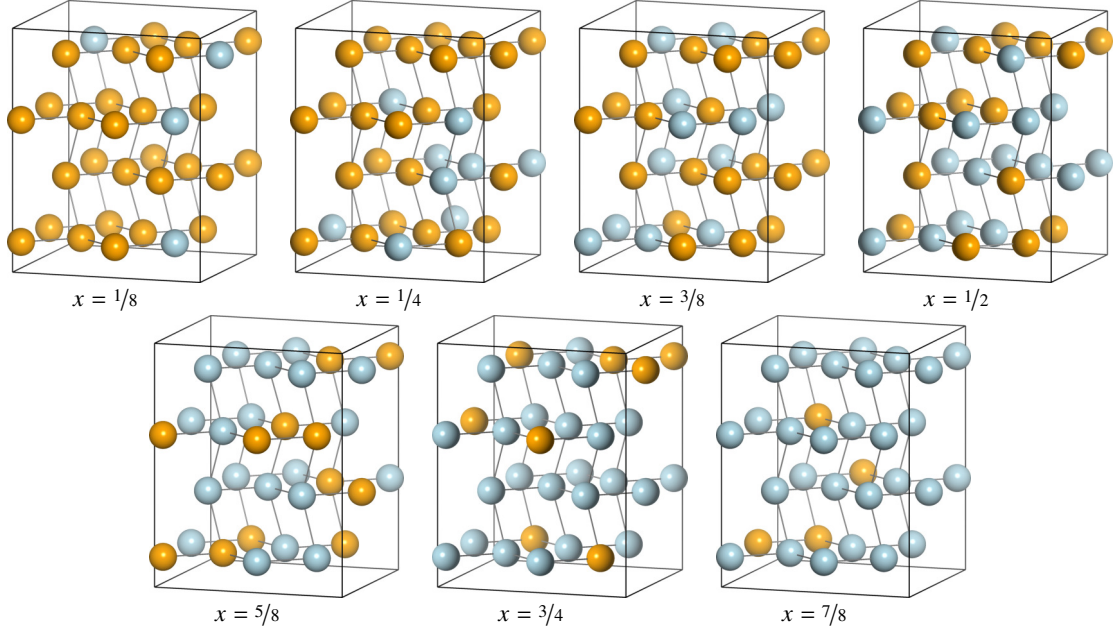 x = 1/8
x = 1/4
x = 3/8
x = 1/2
x = 5/8
x = 3/4
x = 7/8